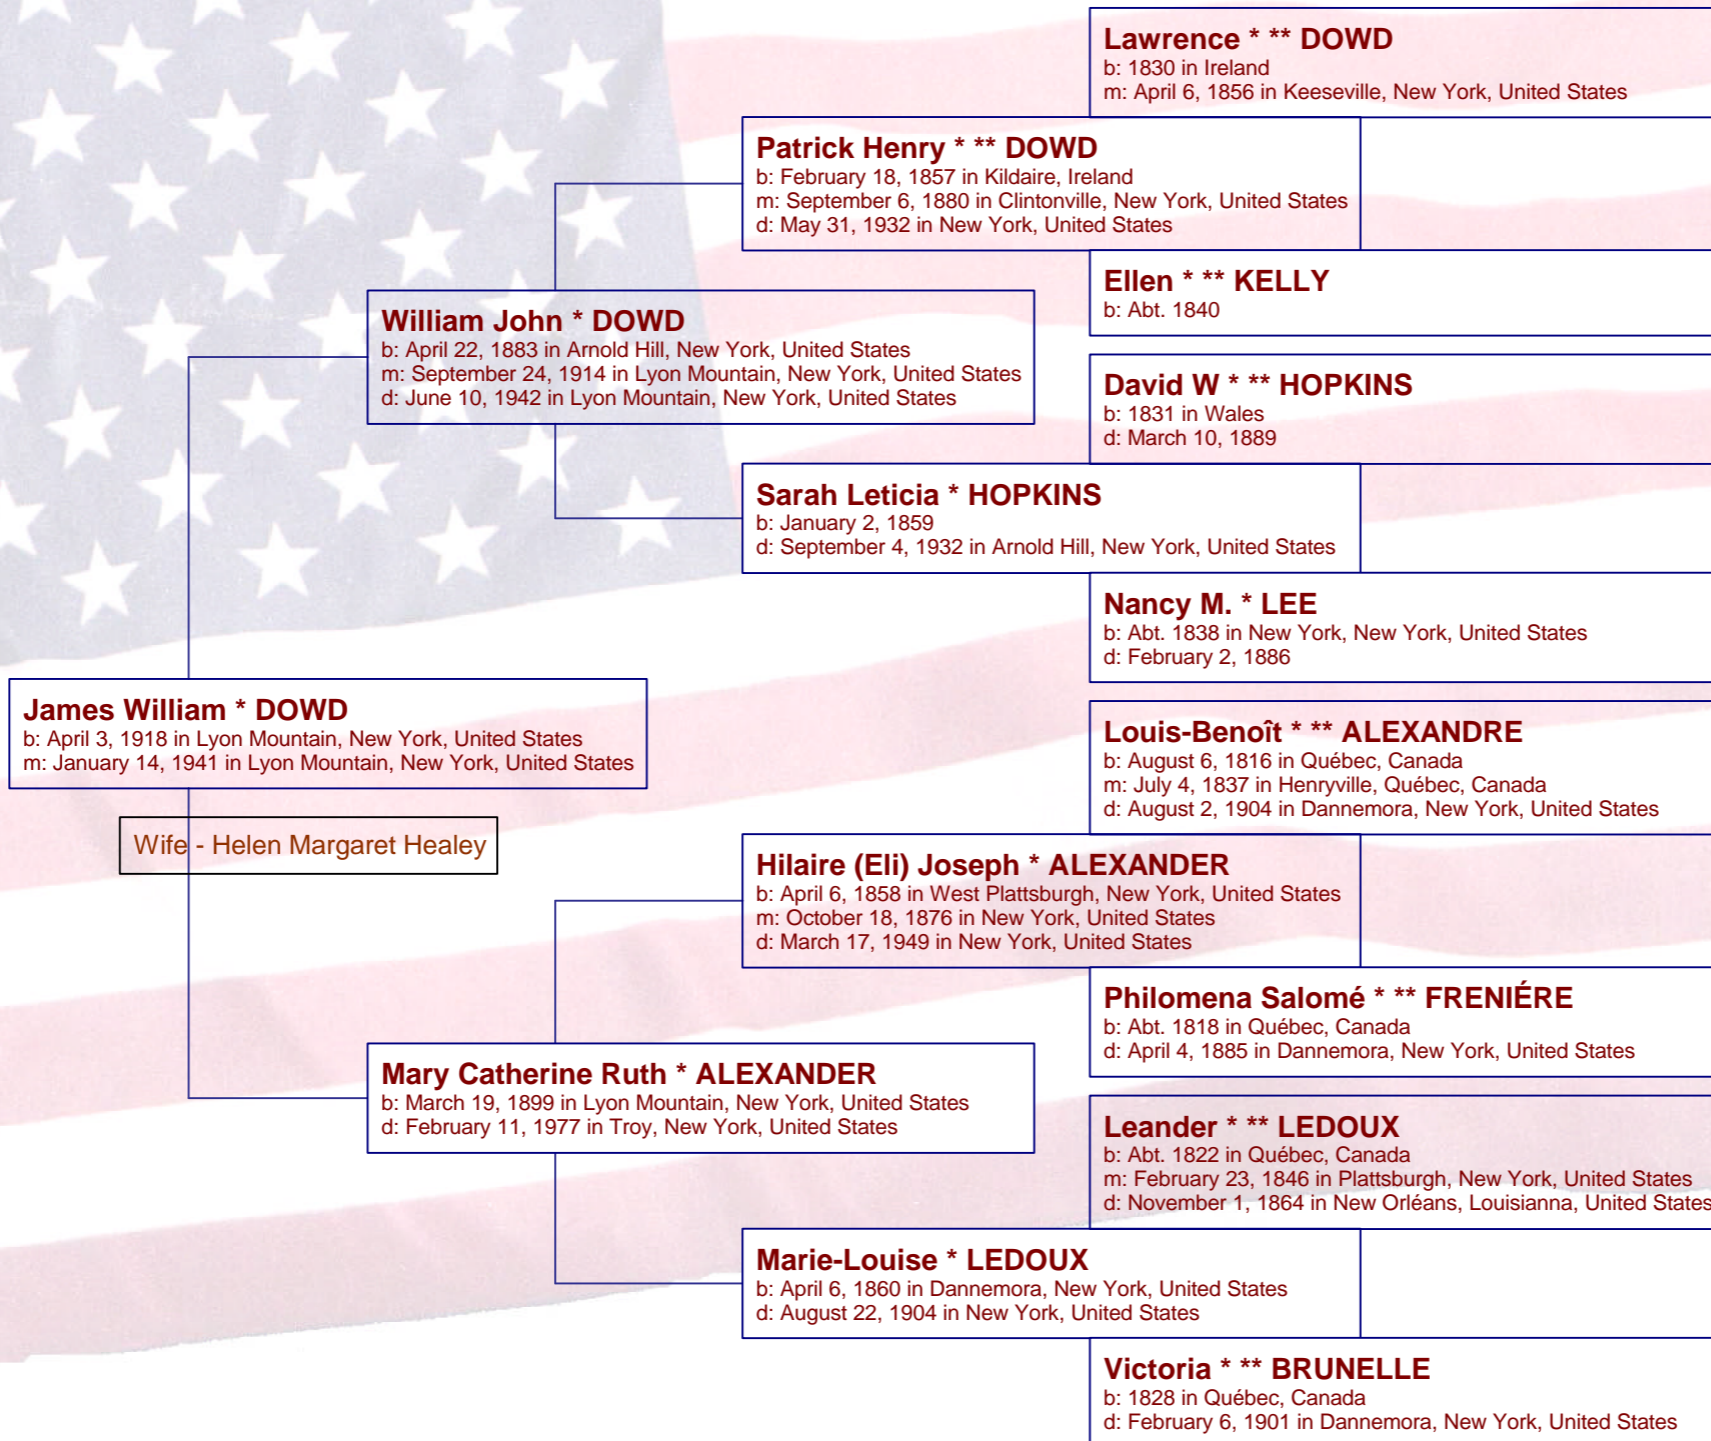 Lawrence * ** DOWD
b: 1830 in Ireland
m: April 6, 1856 in Keeseville, New York, United States
Patrick Henry * ** DOWD
b: February 18, 1857 in Kildaire, Ireland
m: September 6, 1880 in Clintonville, New York, United States
d: May 31, 1932 in New York, United States
Ellen * ** KELLY
b: Abt. 1840
William John * DOWD
b: April 22, 1883 in Arnold Hill, New York, United States
m: September 24, 1914 in Lyon Mountain, New York, United States
d: June 10, 1942 in Lyon Mountain, New York, United States
David W * ** HOPKINS
b: 1831 in Wales
d: March 10, 1889
Sarah Leticia * HOPKINS
b: January 2, 1859
d: September 4, 1932 in Arnold Hill, New York, United States
Nancy M. * LEE
b: Abt. 1838 in New York, New York, United States
d: February 2, 1886
James William * DOWD
b: April 3, 1918 in Lyon Mountain, New York, United States
m: January 14, 1941 in Lyon Mountain, New York, United States
Wife - Helen Margaret Healey
Louis-Benoît * ** ALEXANDRE
b: August 6, 1816 in Québec, Canada
m: July 4, 1837 in Henryville, Québec, Canada
d: August 2, 1904 in Dannemora, New York, United States
Hilaire (Eli) Joseph * ALEXANDER
b: April 6, 1858 in West Plattsburgh, New York, United States
m: October 18, 1876 in New York, United States
d: March 17, 1949 in New York, United States
Philomena Salomé * ** FRENIÉRE
b: Abt. 1818 in Québec, Canada
d: April 4, 1885 in Dannemora, New York, United States
Mary Catherine Ruth * ALEXANDER
b: March 19, 1899 in Lyon Mountain, New York, United States
d: February 11, 1977 in Troy, New York, United States
Leander * ** LEDOUX
b: Abt. 1822 in Québec, Canada
m: February 23, 1846 in Plattsburgh, New York, United States
d: November 1, 1864 in New Orléans, Louisianna, United States
Marie-Louise * LEDOUX
b: April 6, 1860 in Dannemora, New York, United States
d: August 22, 1904 in New York, United States
Victoria * ** BRUNELLE
b: 1828 in Québec, Canada
d: February 6, 1901 in Dannemora, New York, United States